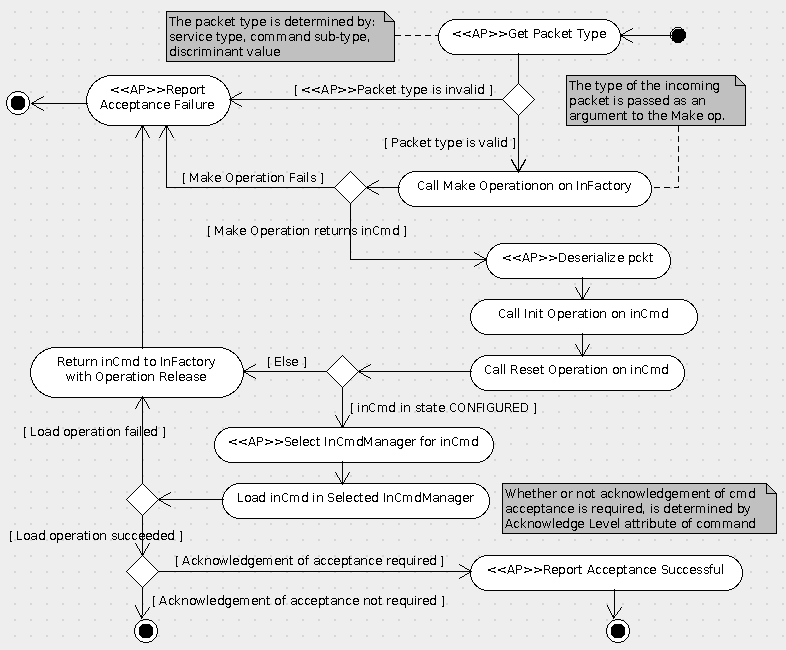 The packet type is determined by:
service type, command sub-type,
discriminant value
<<AP>>Get Packet Type
<<AP>>Report
Acceptance Failure
[ <<AP>>Packet type is invalid ]
The type of the incoming
packet is passed as an
argument to the Make op.
[ Packet type is valid ]
[ Make Operation Fails ]
Call Make Operationon on InFactory
[ Make Operation returns inCmd ]
<<AP>>Deserialize pckt
Call Init Operation on inCmd
Return inCmd to InFactory
with Operation Release
[ Else ]
Call Reset Operation on inCmd
[ inCmd in state CONFIGURED ]
[ Load operation failed ]
<<AP>>Select InCmdManager for inCmd
Load inCmd in Selected InCmdManager
Whether or not acknowledgement of cmd
acceptance is required, is determined by
Acknowledge Level attribute of command
[ Load operation succeeded ]
[ Acknowledgement of acceptance required ]
<<AP>>Report Acceptance Successful
[ Acknowledgement of acceptance not required ]